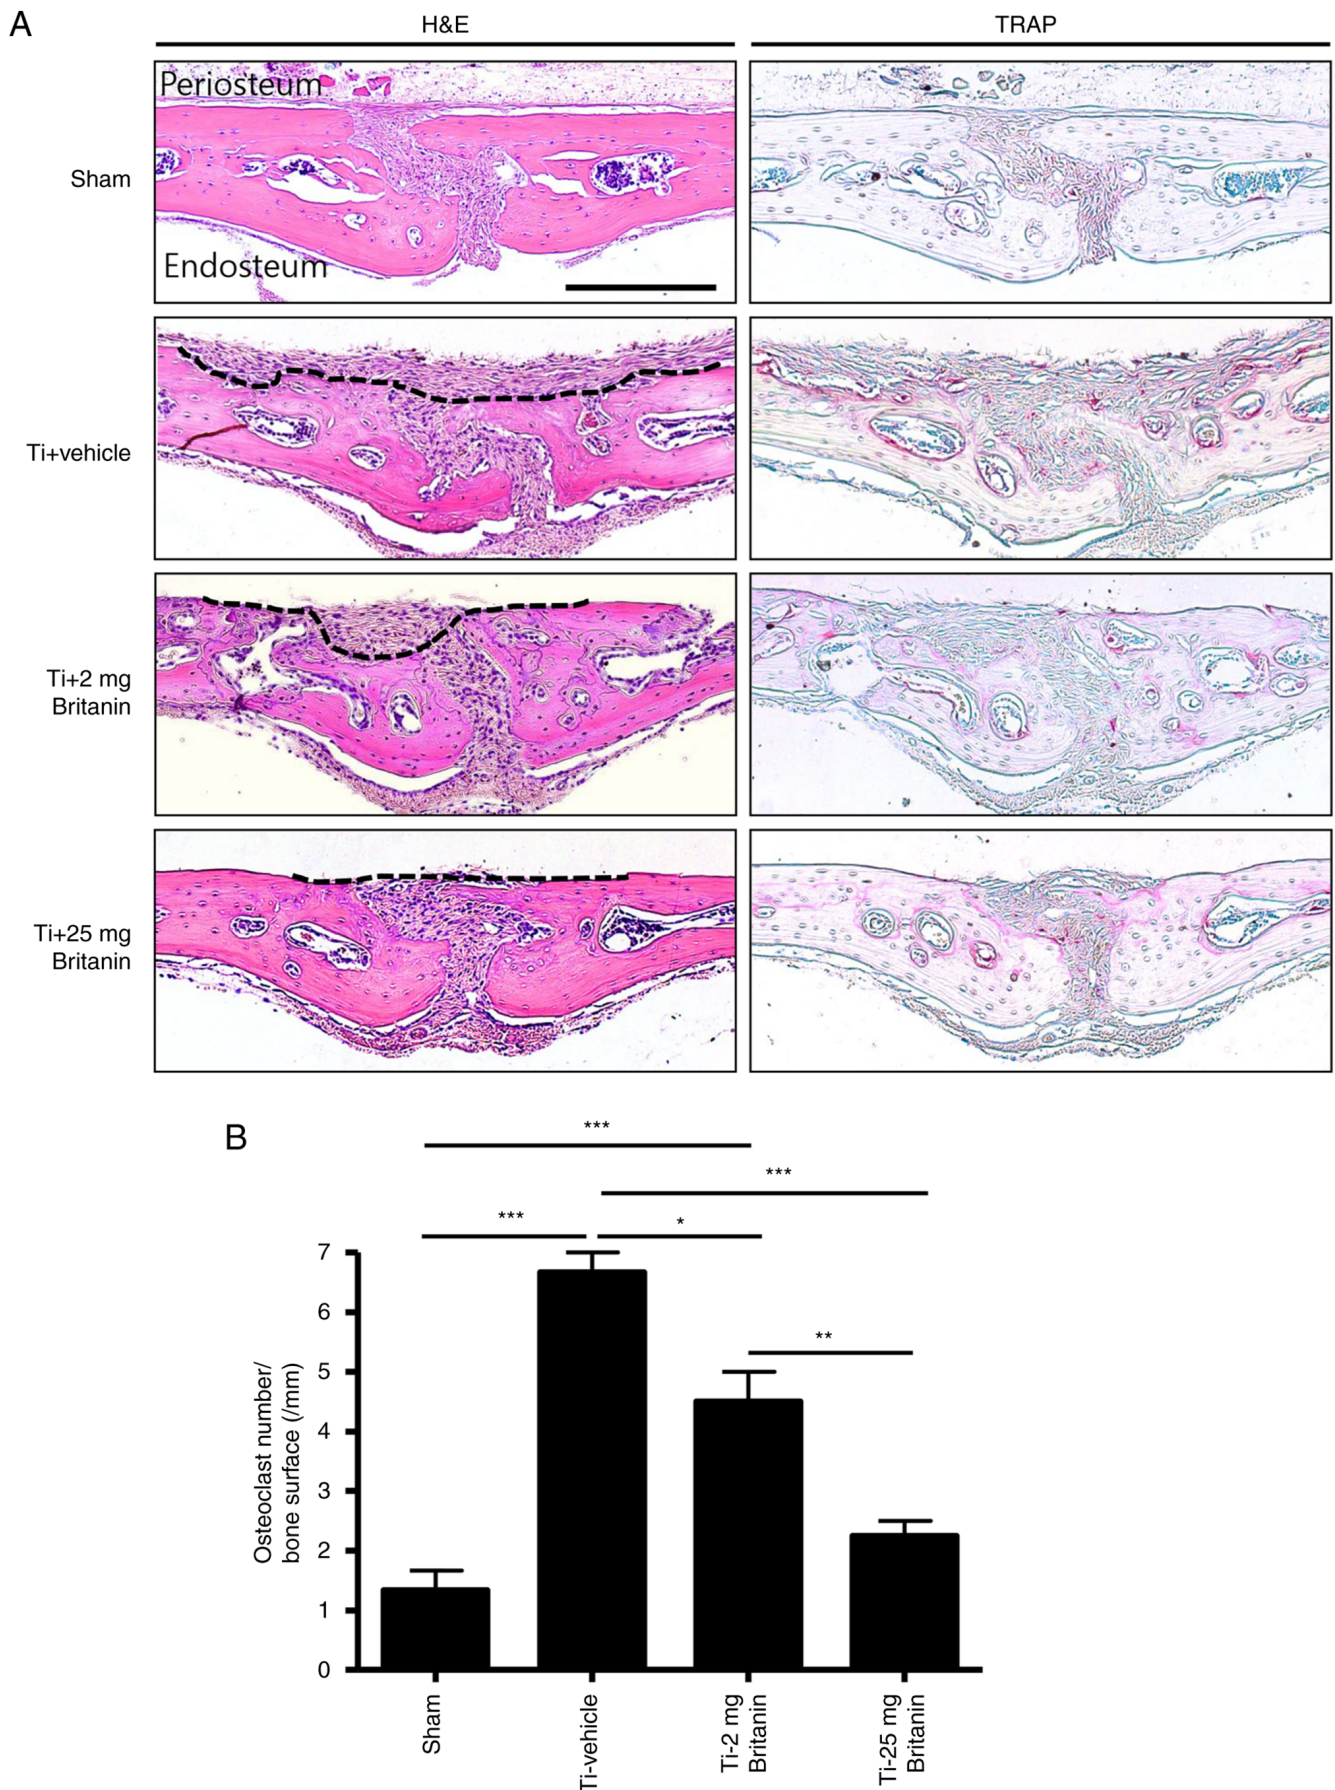 A
H&E
TRAP
Periosteum
Sham
Endosteum
Ti+vehicle
Ti+2 mg
Britanin
Ti+25 mg
Britanin
B
***
***
***
*
**
7
6
5
4
3
2
1
0
Osteoclast number/
bone surface (/mm)
Sham
Ti-vehicle
Ti-2 mg
Britanin
Ti-25 mg
Britanin